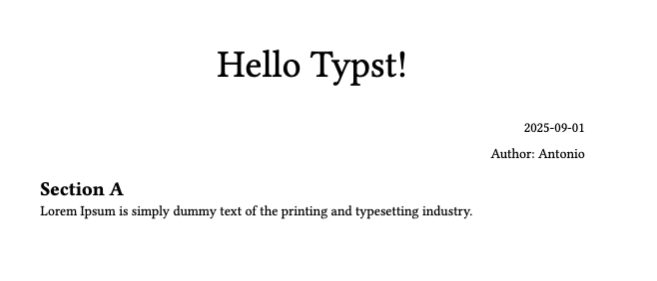 Hello Typst!
2025-09-01
Author: Antonio
Section A
Lorem Ipsum is simply dummy text of the printing and typesetting industry.